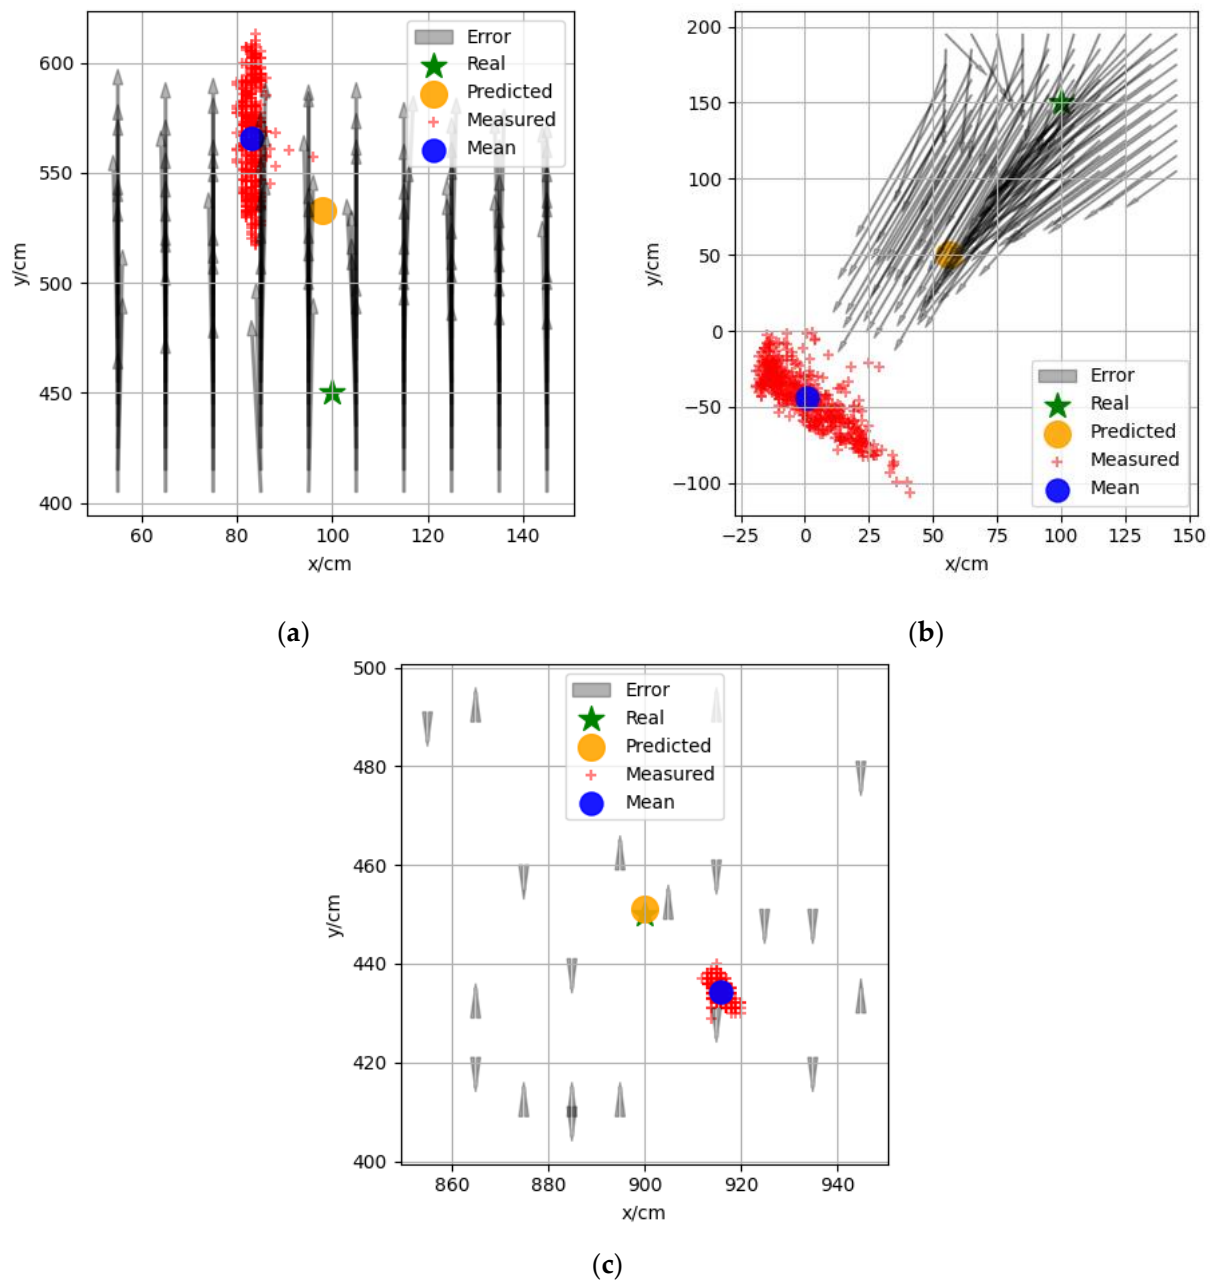 600
550
500
450
400
y/cm
60
80
100
120
140
x/cm
Error
Real
Predicted
Measured
Mean
(a)
200
150
100
50
0
−50
−100
y/cm
−25
0
25
50
75
100
125
150
x/cm
Error
Real
Predicted
Measured
Mean
(b)
500
480
460
440
420
400
y/cm
860
880
900
920
940
x/cm
Error
Real
Predicted
Measured
Mean
(c)